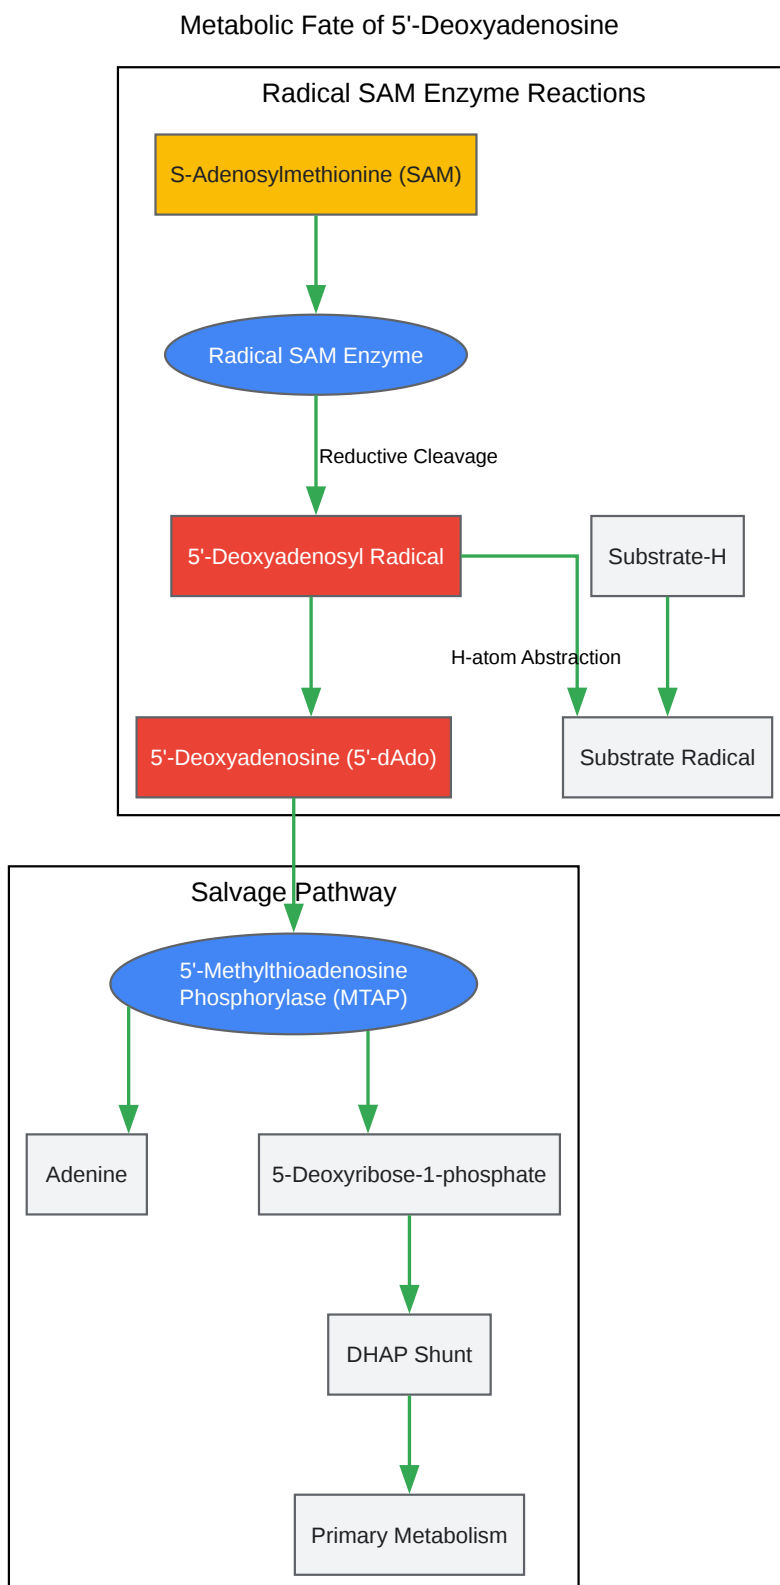 Metabolic Fate of 5'-Deoxyadenosine
Radical SAM Enzyme Reactions
S-Adenosylmethionine (SAM)
Radical SAM Enzyme
Reductive Cleavage
5'-Deoxyadenosyl Radical
Substrate-H
H-atom Abstraction
5'-Deoxyadenosine (5'-dAdo)
Substrate Radical
Salvage Pathway
5'-Methylthioadenosine
Phosphorylase (MTAP)
Adenine
5-Deoxyribose-1-phosphate
DHAP Shunt
Primary Metabolism